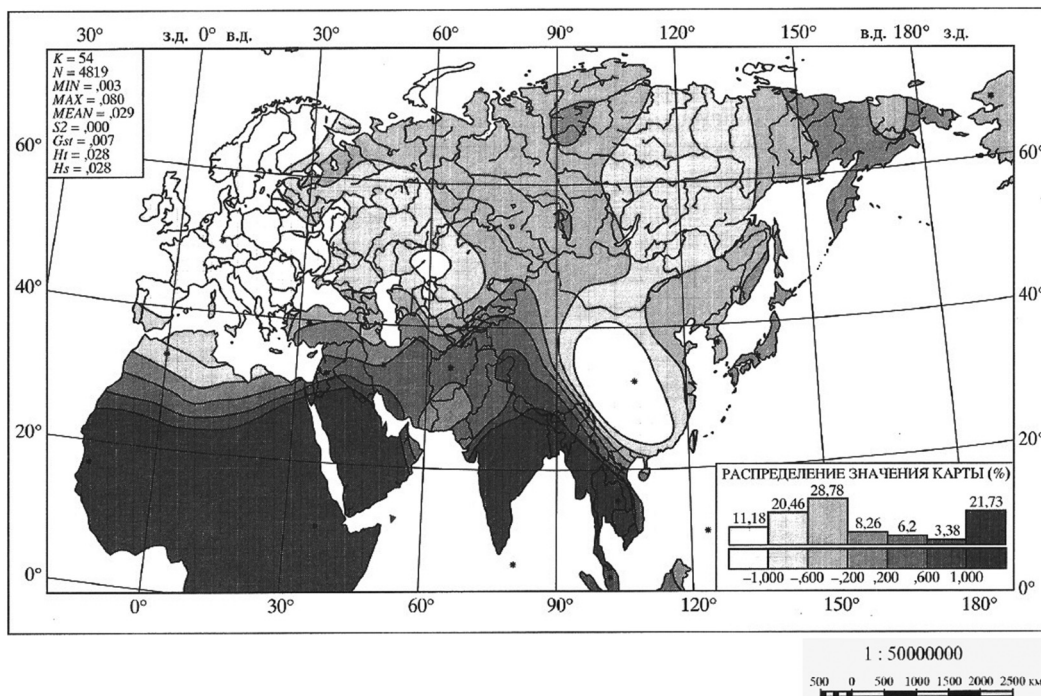 30° з.д. 0° в.д. 30° 60° 90° 120° 150° в.д. 180° з.д.
K = 54
N = 4819
MIN = ,003
MAX = ,080
MEAN = ,029
S2 = ,000
Gst = ,007
Ht = ,028
Hs = ,028
60° 60°
40° 40°
20° 20°
РАСПРЕДЕЛЕНИЕ ЗНАЧЕНИЯ КАРТЫ (%)
11,18 20,46 28,78 8,26 6,2 3,38 21,73
–1,000 –,600 –,200 ,200 ,600 1,000
0° 0°
0° 30° 60° 90° 120° 150° 180°
1 : 50000000
500 0 500 1000 1500 2000 2500 км